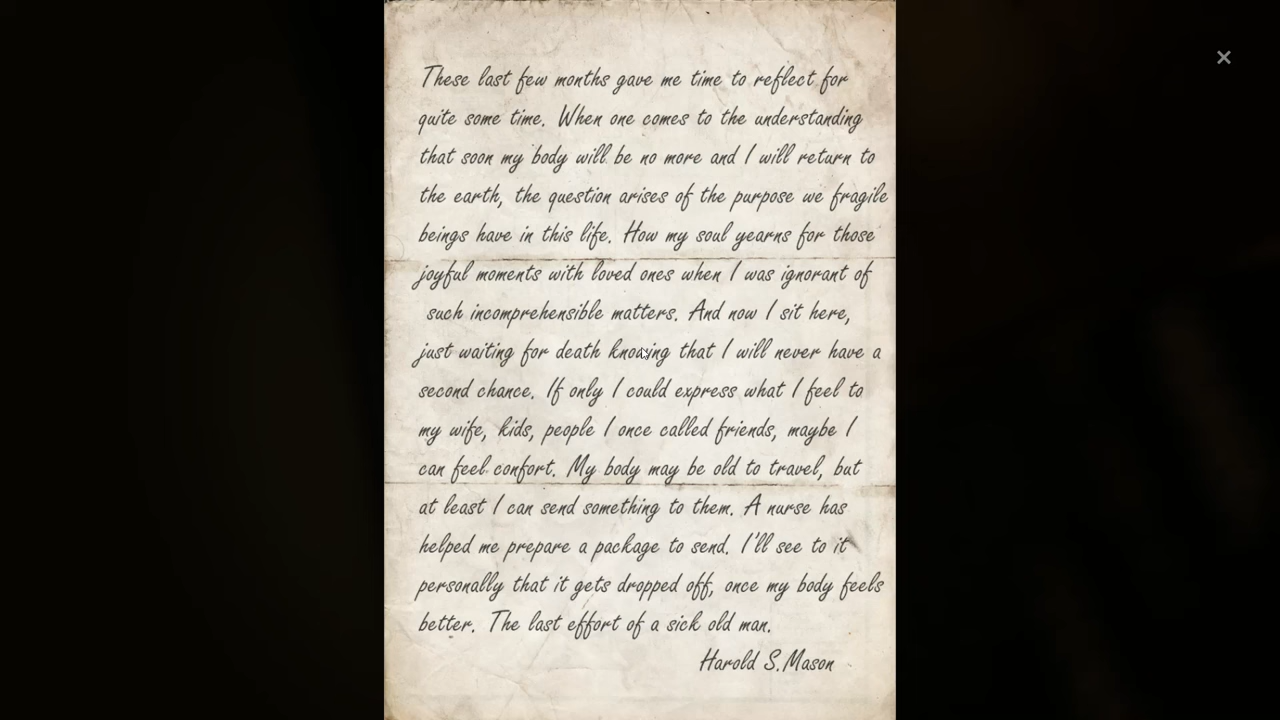 These last few months gave me time to reflect for
quite some time. When one comes to the understanding
that soon my body will be no more and I will return to
the earth, the question arises of the purpose we fragile
beings have in this life. How my soul yearns for those
joyful moments with loved ones when I was ignorant of
such incomprehensible matters. And now I sit here,
just waiting for death knowing that I will never have a
second chance. If only I could express what I feel to
my wife, kids, people I once called friends, maybe I
can feel confort. My body may be old to travel, but
at least I can send something to them. A nurse has
helped me prepare a package to send. I'll see to it
personally that it gets dropped off, once my body feels
better. The last effort of a sick old man.
Harold S.Mason